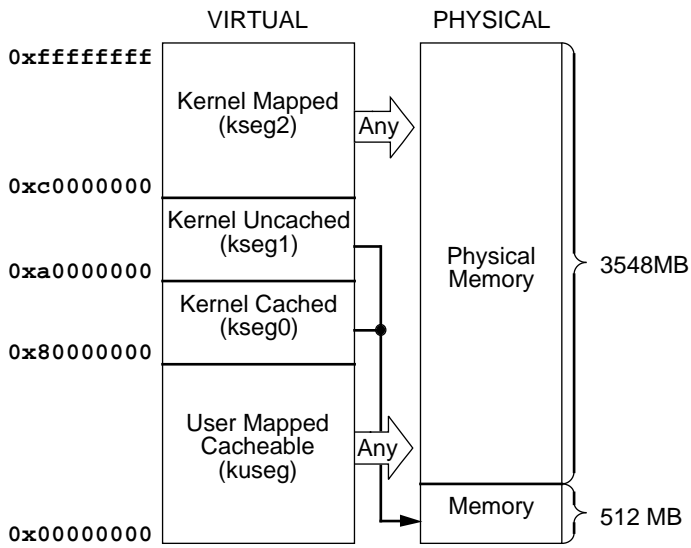 VIRTUAL
PHYSICAL
0xffffffff
Kernel Mapped
(kseg2)
Any
0xc0000000
Kernel Uncached
(kseg1)
0xa0000000
Physical
Memory
3548MB
Kernel Cached
(kseg0)
0x80000000
User Mapped
Cacheable
(kuseg)
Any
Memory
512 MB
0x00000000